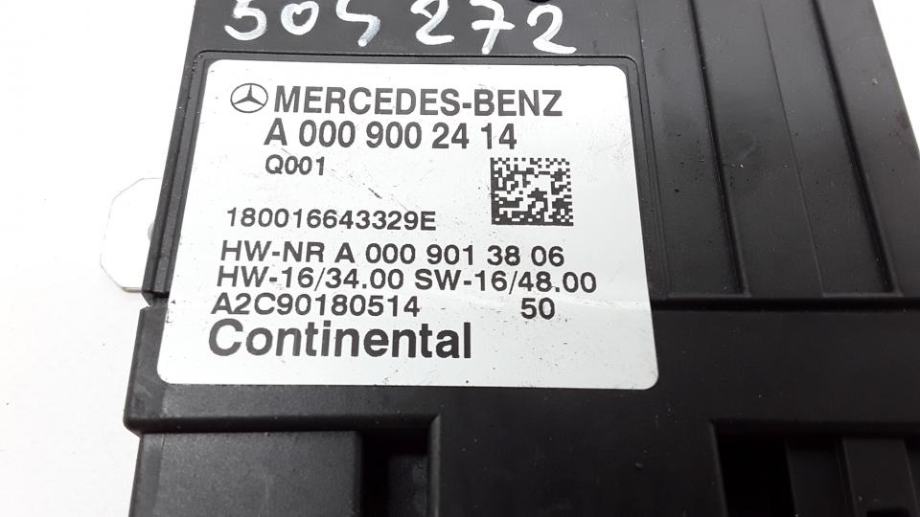 505272
MERCEDES-BENZ
A 000 900 24 14
Q001
180016643329E
HW-NR A 000 901 38 06
HW-16/34.00 SW-16/48.00
A2C90180514 50
Continental